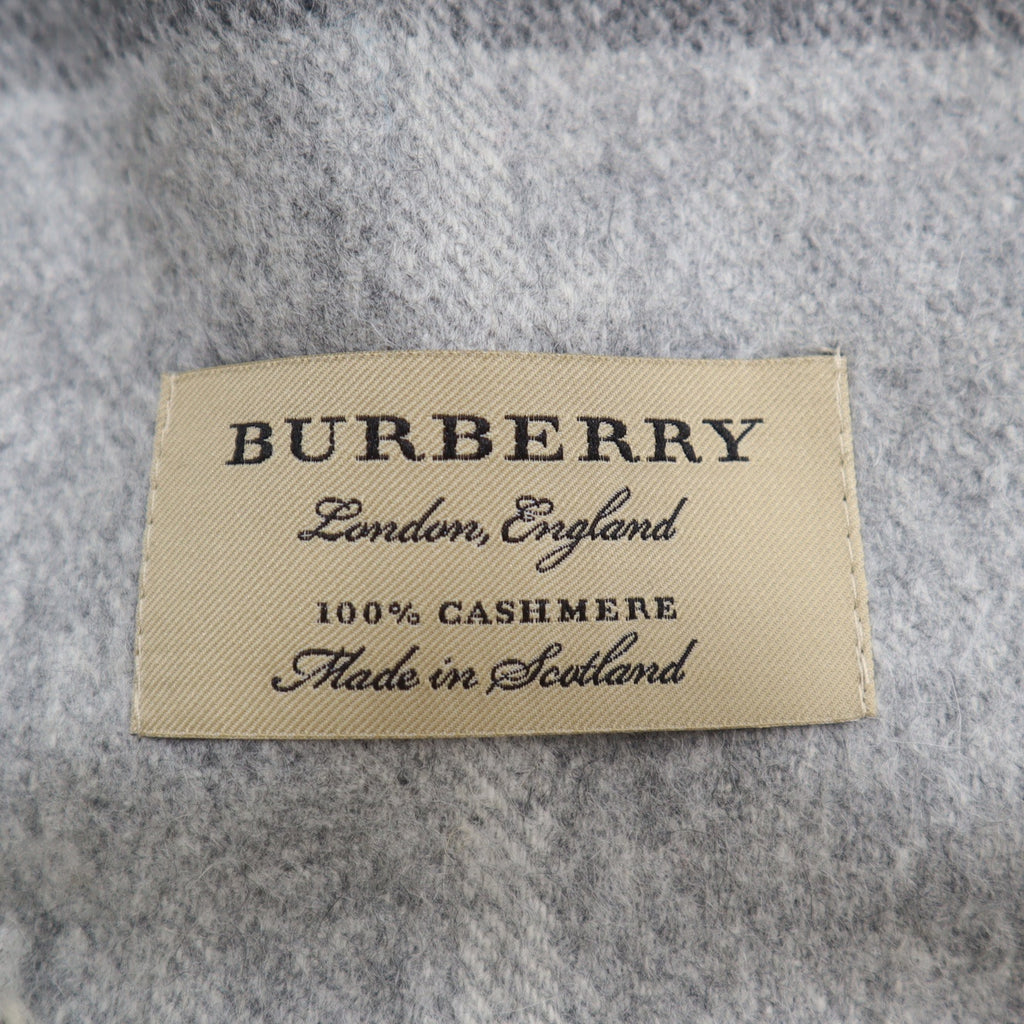 BURBERRY
London, England
100% CASHMERE
Made in Scotland